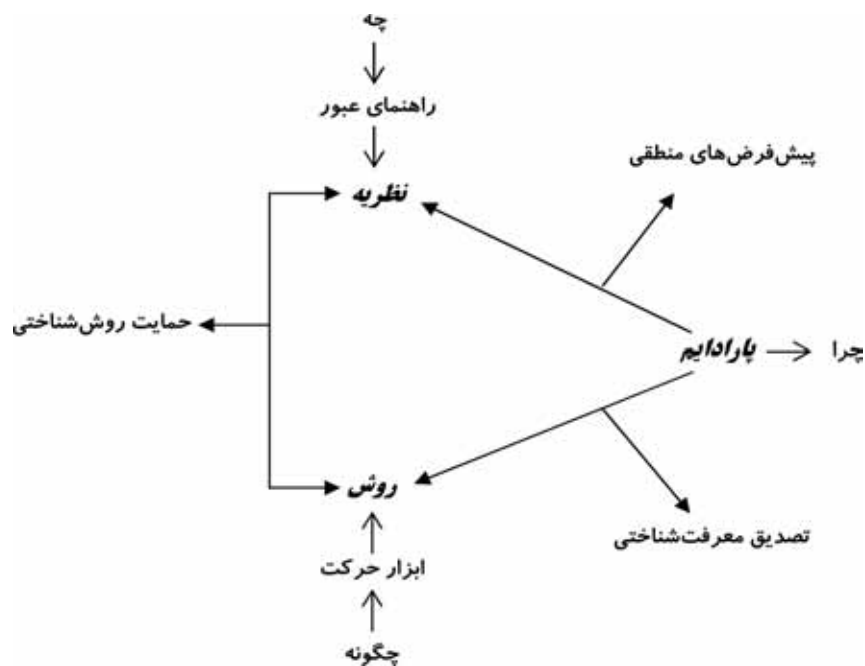 چه
راهنمای عبور
پیش‌فرض‌های منطقی
نظریه
حمایت روش‌شناختی
چرا
پارادایم
روش
تصدیق معرفت‌شناختی
ابزار حرکت
چگونه